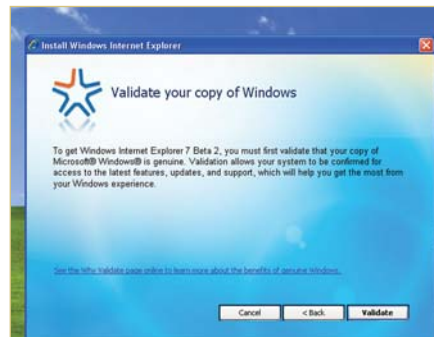 Install Windows Internet Explorer
Validate your copy of Windows
To get Windows Internet Explorer 7 Beta 2, you must first validate that your copy of
Microsoft® Windows® is genuine. Validation allows your system to be confirmed for
access to the latest features, updates, and support, which will help you get the most from
your Windows experience.
See the Why Validate page online to learn more about the benefits of genuine Windows.
Cancel
< Back
Validate